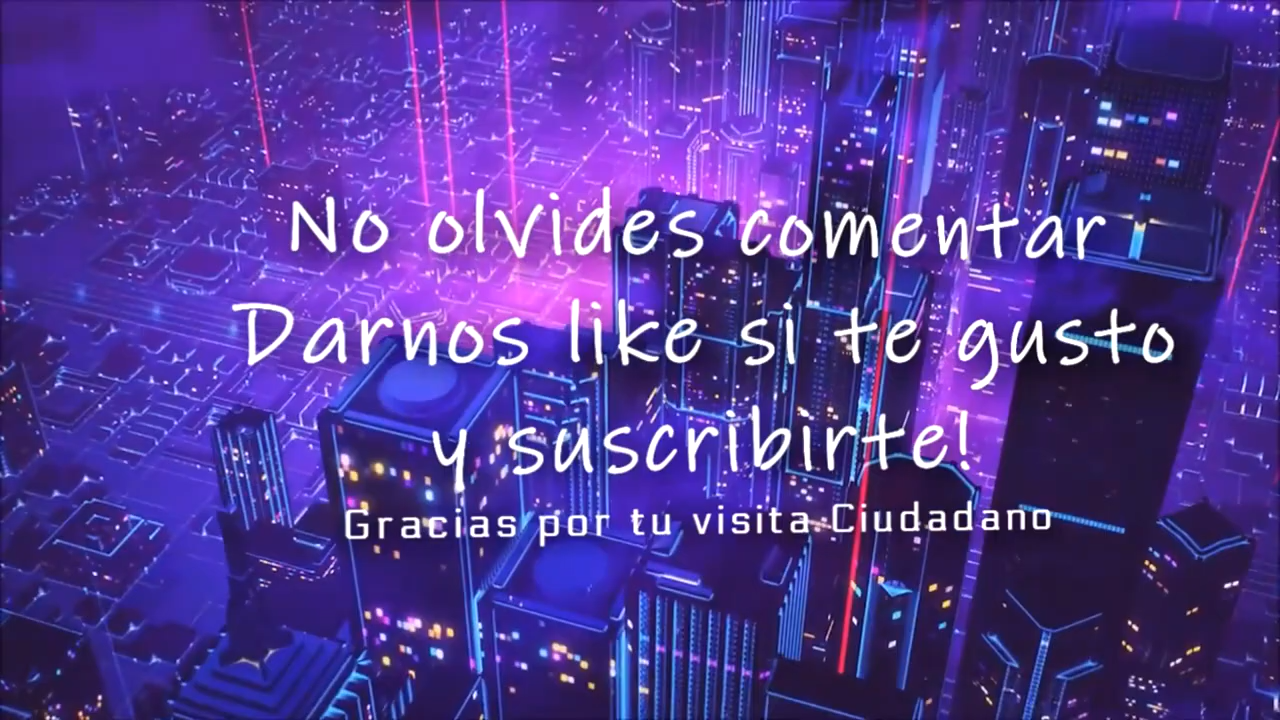 No olvides comentar
Darnos like si te gusto
y suscribirte!
Gracias por tu visita Ciudadano